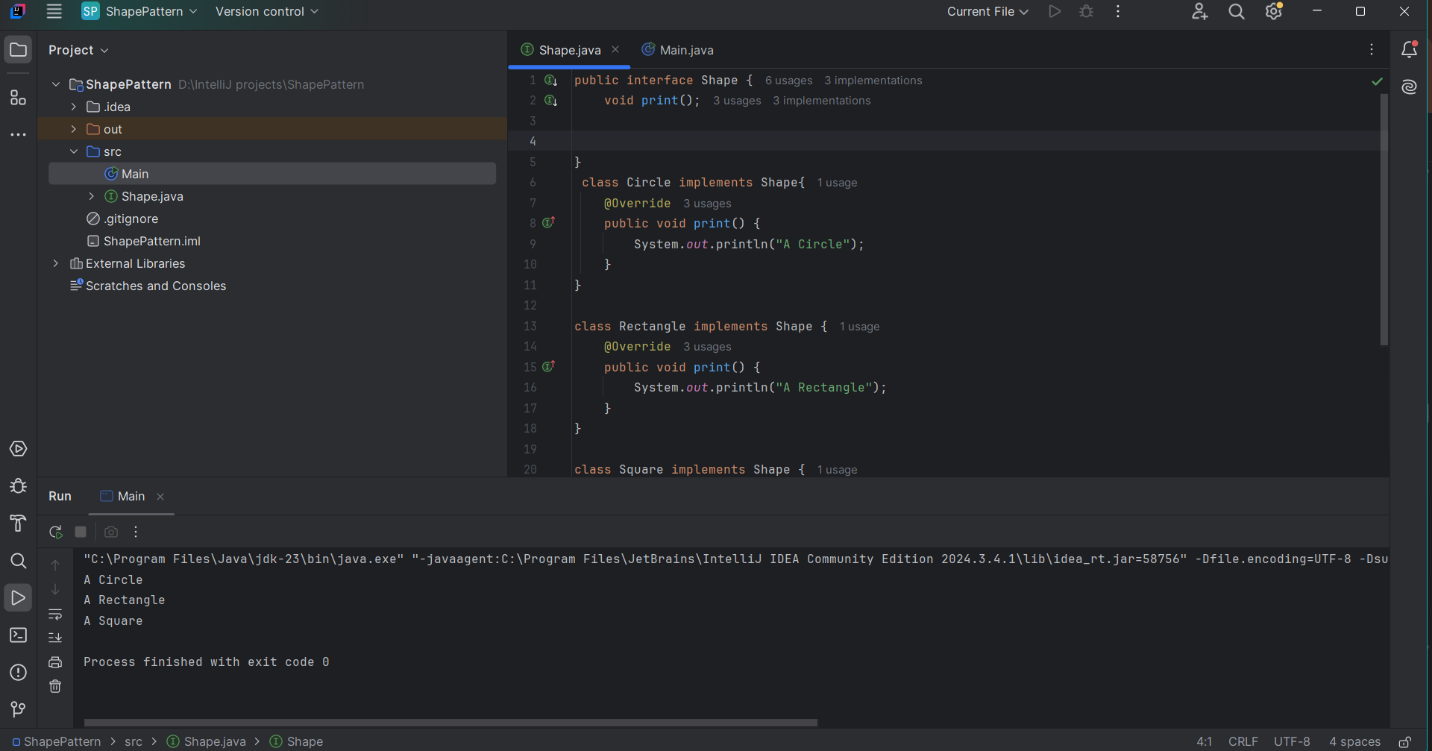 SP ShapePattern Version control Current File
Project
Shape.java Main.java
ShapePattern D:\IntelliJ projects\ShapePattern
.idea
out
src
Main
Shape.java
.gitignore
ShapePattern.iml
External Libraries
Scratches and Consoles
1 public interface Shape { 6 usages 3 implementations
2 void print(); 3 usages 3 implementations
3
4
5 }
6 class Circle implements Shape{ 1 usage
7 @Override 3 usages
8 public void print() {
9 System.out.println("A Circle");
10 }
11 }
12
13 class Rectangle implements Shape { 1 usage
14 @Override 3 usages
15 public void print() {
16 System.out.println("A Rectangle");
17 }
18 }
19
20 class Square implements Shape { 1 usage
Run Main
"C:\Program Files\Java\jdk-23\bin\java.exe" "-javaagent:C:\Program Files\JetBrains\IntelliJ IDEA Community Edition 2024.3.4.1\lib\idea_rt.jar=58756" -Dfile.encoding=UTF-8 -Dsu
A Circle
A Rectangle
A Square
Process finished with exit code 0
ShapePattern > src > Shape.java > Shape 4:1 CRLF UTF-8 4 spaces